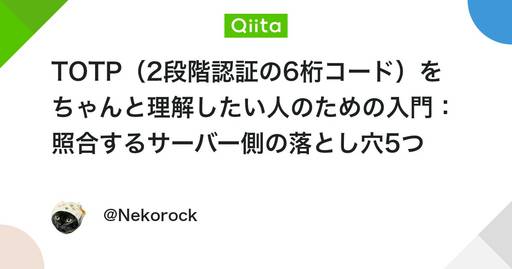 Qiita
TOTP（2段階認証の6桁コード）を
ちゃんと理解したい人のための入門：
照合するサーバー側の落とし穴5つ
@Nekorock